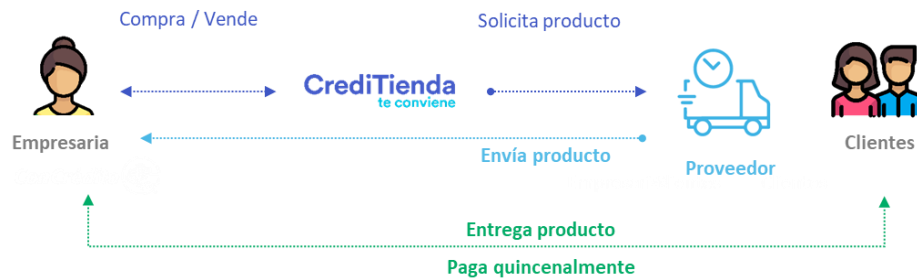 Compra / Vende
Solicita producto
CrediTienda
te conviene
Empresaria
Envía producto
Proveedor
Clientes
Entrega producto
Paga quincenalmente